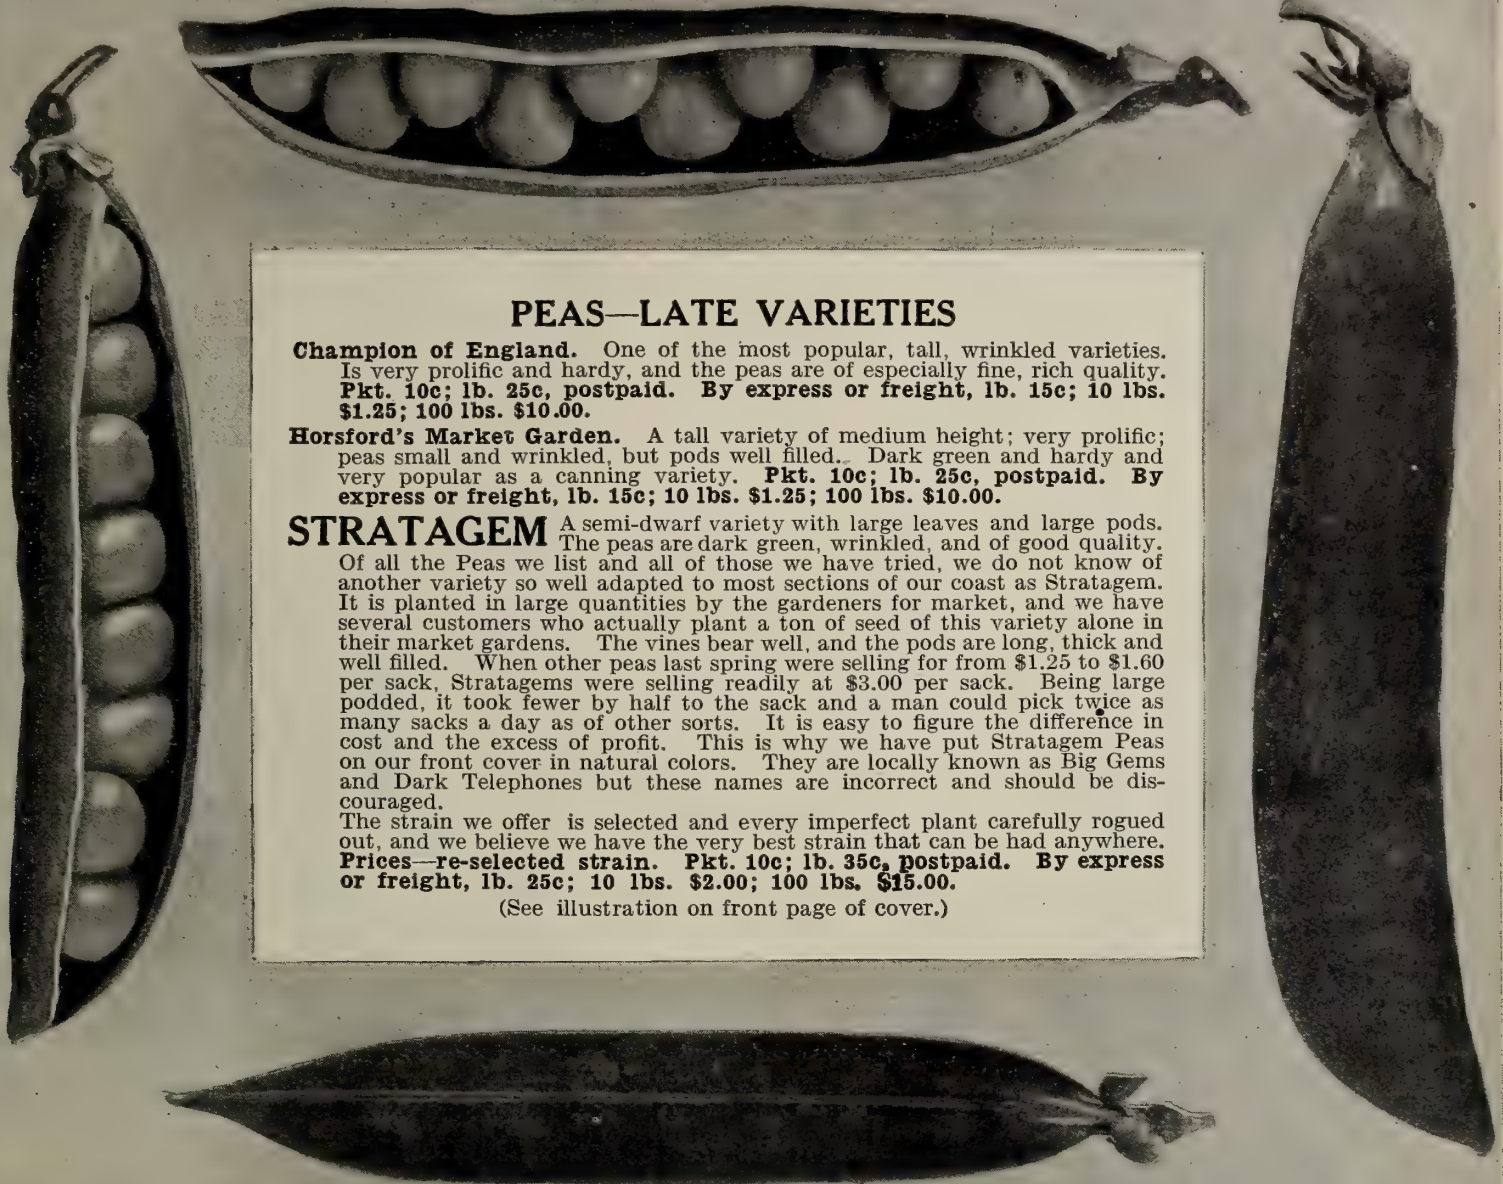 PEAS—LATE VARIETIES
Champion of England. One of the most popular, tall, wrinkled varieties.
Is very prolific and hardy, and the peas are of especially fine, rich quality.
Pkt. 10c; lb. 25c, postpaid. By express or freight, lb. 15c; 10 lbs.
$1.25; 100 lbs. $10.00.
Horsford's Market Garden. A tall variety of medium height; very prolific;
peas small and wrinkled, but pods well filled. Dark green and hardy and
very popular as a canning variety. Pkt. 10c; lb. 25c, postpaid. By
express or freight, lb. 15c; 10 lbs. $1.25; 100 lbs. $10.00.
STRATAGEM A semi-dwarf variety with large leaves and large pods.
The peas are dark green, wrinkled, and of good quality.
Of all the Peas we list and all of those we have tried, we do not know of
another variety so well adapted to most sections of our coast as Stratagem.
It is planted in large quantities by the gardeners for market, and we have
several customers who actually plant a ton of seed of this variety alone in
their market gardens. The vines bear well, and the pods are long, thick and
well filled. When other peas last spring were selling for from $1.25 to $1.60
per sack, Stratagems were selling readily at $3.00 per sack. Being large
podded, it took fewer by half to the sack and a man could pick twice as
many sacks a day as of other sorts. It is easy to figure the difference in
cost and the excess of profit. This is why we have put Stratagem Peas
on our front cover in natural colors. They are locally known as Big Gems
and Dark Telephones but these names are incorrect and should be dis-
couraged.
The strain we offer is selected and every imperfect plant carefully rogued
out, and we believe we have the very best strain that can be had anywhere.
Prices—re-selected strain. Pkt. 10c; lb. 35c, postpaid. By express
or freight, lb. 25c; 10 lbs. $2.00; 100 lbs. $15.00.
(See illustration on front page of cover.)